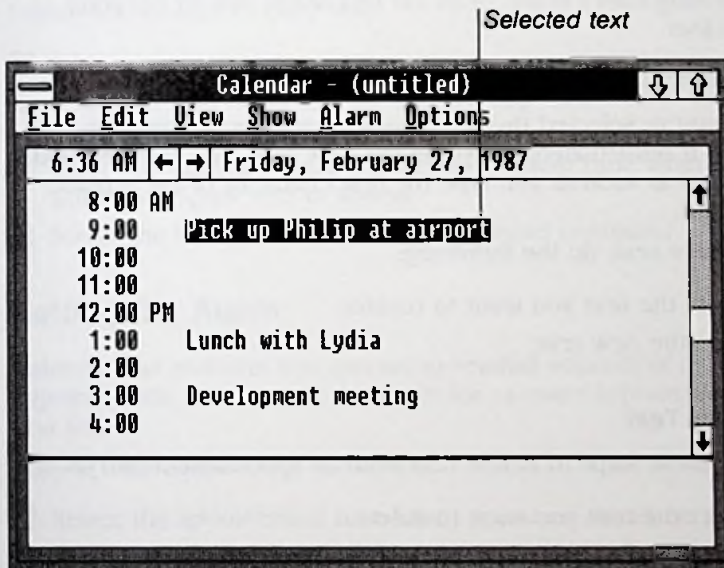 Selected text
Calendar - (untitled)
File Edit View Show Alarm Options
6:36 AM ← → Friday, February 27, 1987
8:00 AM
9:00 Pick up Philip at airport
10:00
11:00
12:00 PM
1:00 Lunch with Lydia
2:00
3:00 Development meeting
4:00